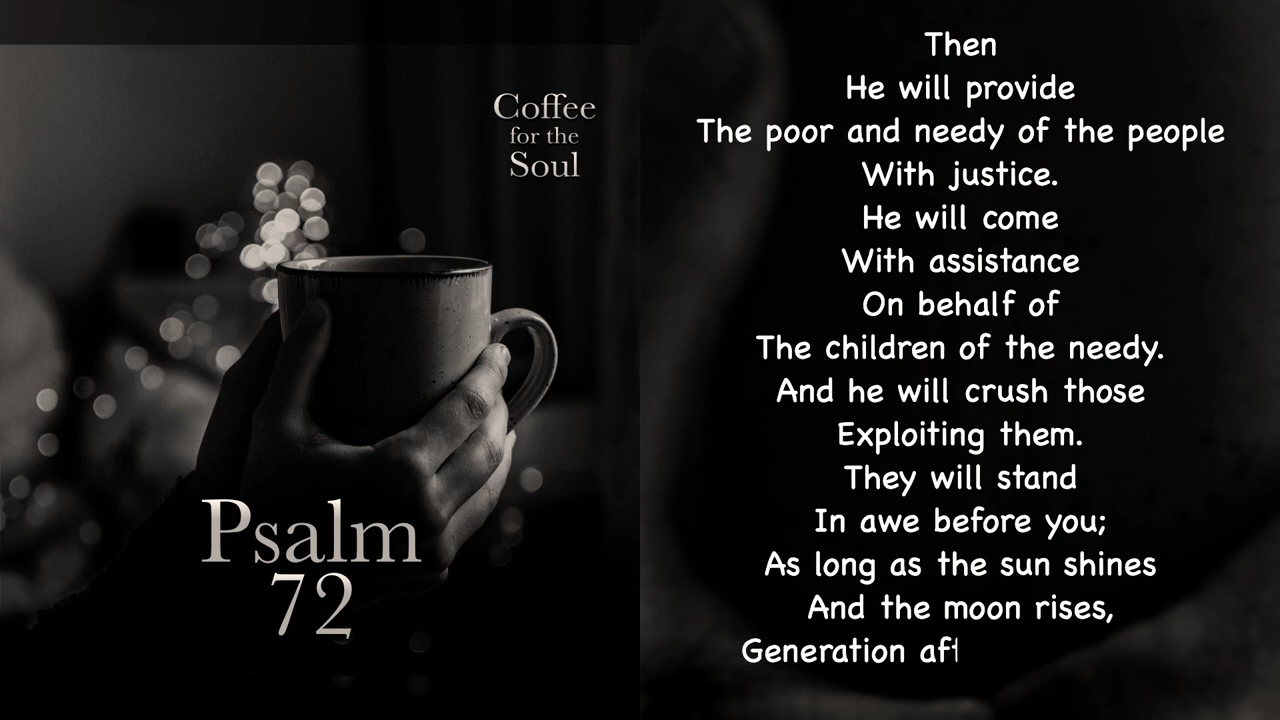 Coffee
for the
Soul
Psalm
72
Then
He will provide
The poor and needy of the people
With justice.
He will come
With assistance
On behalf of
The children of the needy.
And he will crush those
Exploiting them.
They will stand
In awe before you;
As long as the sun shines
And the moon rises,
Generation